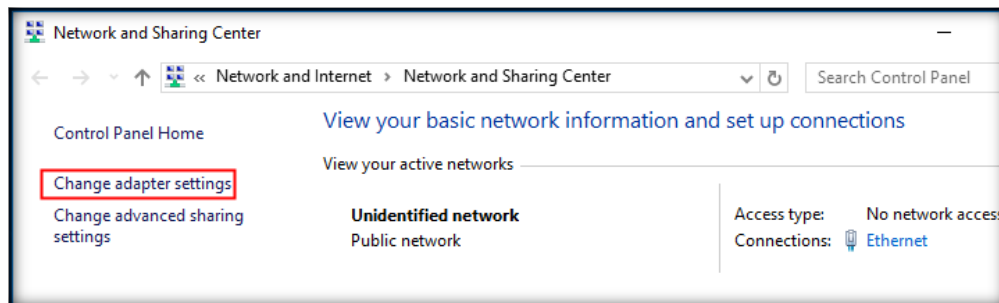 Network and Sharing Center
« Network and Internet › Network and Sharing Center
Search Control Panel
Control Panel Home
View your basic network information and set up connections
View your active networks
Change adapter settings
Change advanced sharing
settings
Unidentified network
Public network
Access type: No network access
Connections: Ethernet